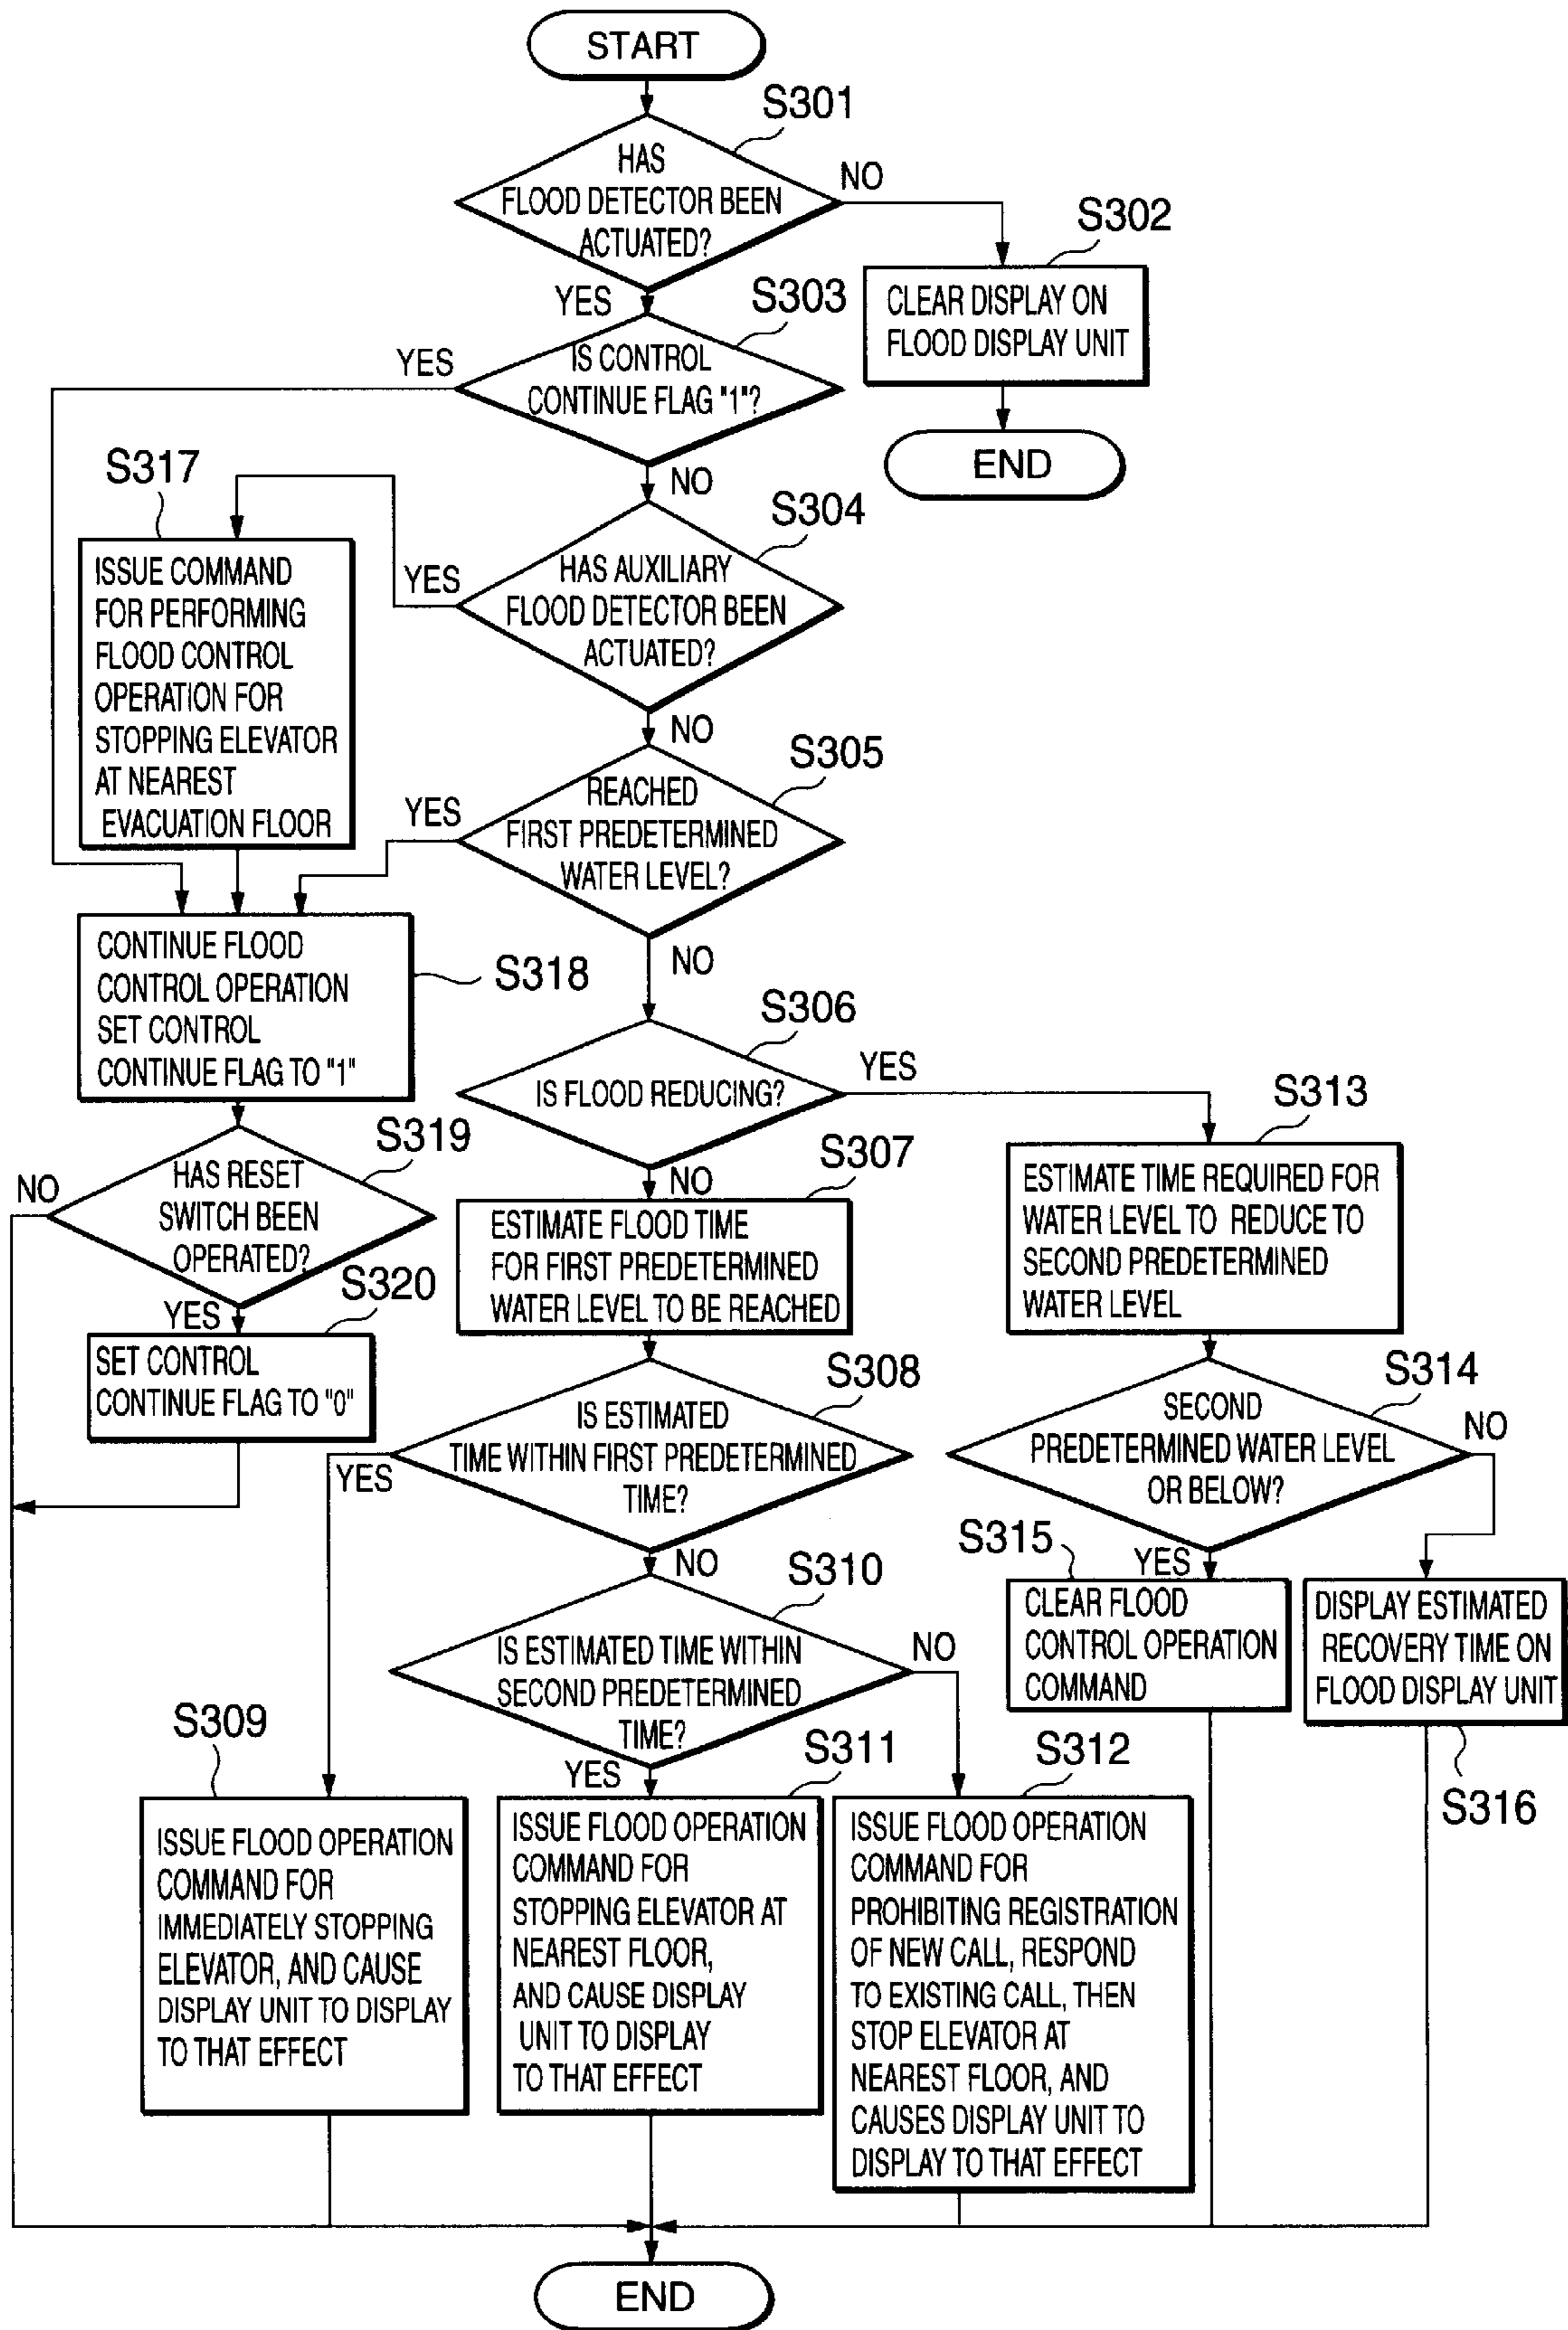 START
S301
HAS
FLOOD DETECTOR BEEN
ACTUATED?
NO
YES
S302
CLEAR DISPLAY ON
FLOOD DISPLAY UNIT
END
S303
IS CONTROL
CONTINUE FLAG "1"?
YES
NO
S304
HAS AUXILIARY
FLOOD DETECTOR BEEN
ACTUATED?
YES
NO
S317
ISSUE COMMAND
FOR PERFORMING
FLOOD CONTROL
OPERATION FOR
STOPPING ELEVATOR
AT NEAREST
EVACUATION FLOOR
S305
REACHED
FIRST PREDETERMINED
WATER LEVEL?
YES
NO
CONTINUE FLOOD
CONTROL OPERATION
SET CONTROL
CONTINUE FLAG TO "1"
S318
S306
IS FLOOD REDUCING?
YES
NO
S319
HAS RESET
SWITCH BEEN
OPERATED?
NO
YES
S320
SET CONTROL
CONTINUE FLAG TO "0"
S307
ESTIMATE FLOOD TIME
FOR FIRST PREDETERMINED
WATER LEVEL TO BE REACHED
S313
ESTIMATE TIME REQUIRED FOR
WATER LEVEL TO REDUCE TO
SECOND PREDETERMINED
WATER LEVEL
S308
IS ESTIMATED
TIME WITHIN FIRST PREDETERMINED
TIME?
YES
NO
S314
SECOND
PREDETERMINED WATER LEVEL
OR BELOW?
NO
YES
S310
IS ESTIMATED TIME WITHIN
SECOND PREDETERMINED
TIME?
NO
YES
S315
CLEAR FLOOD
CONTROL OPERATION
COMMAND
DISPLAY ESTIMATED
RECOVERY TIME ON
FLOOD DISPLAY UNIT
S316
S309
ISSUE FLOOD OPERATION
COMMAND FOR
IMMEDIATELY STOPPING
ELEVATOR, AND CAUSE
DISPLAY UNIT TO DISPLAY
TO THAT EFFECT
S311
ISSUE FLOOD OPERATION
COMMAND FOR
STOPPING ELEVATOR AT
NEAREST FLOOR,
AND CAUSE DISPLAY
UNIT TO DISPLAY
TO THAT EFFECT
S312
ISSUE FLOOD OPERATION
COMMAND FOR
PROHIBITING REGISTRATION
OF NEW CALL, RESPOND
TO EXISTING CALL, THEN
STOP ELEVATOR AT
NEAREST FLOOR, AND
CAUSES DISPLAY UNIT TO
DISPLAY TO THAT EFFECT
END